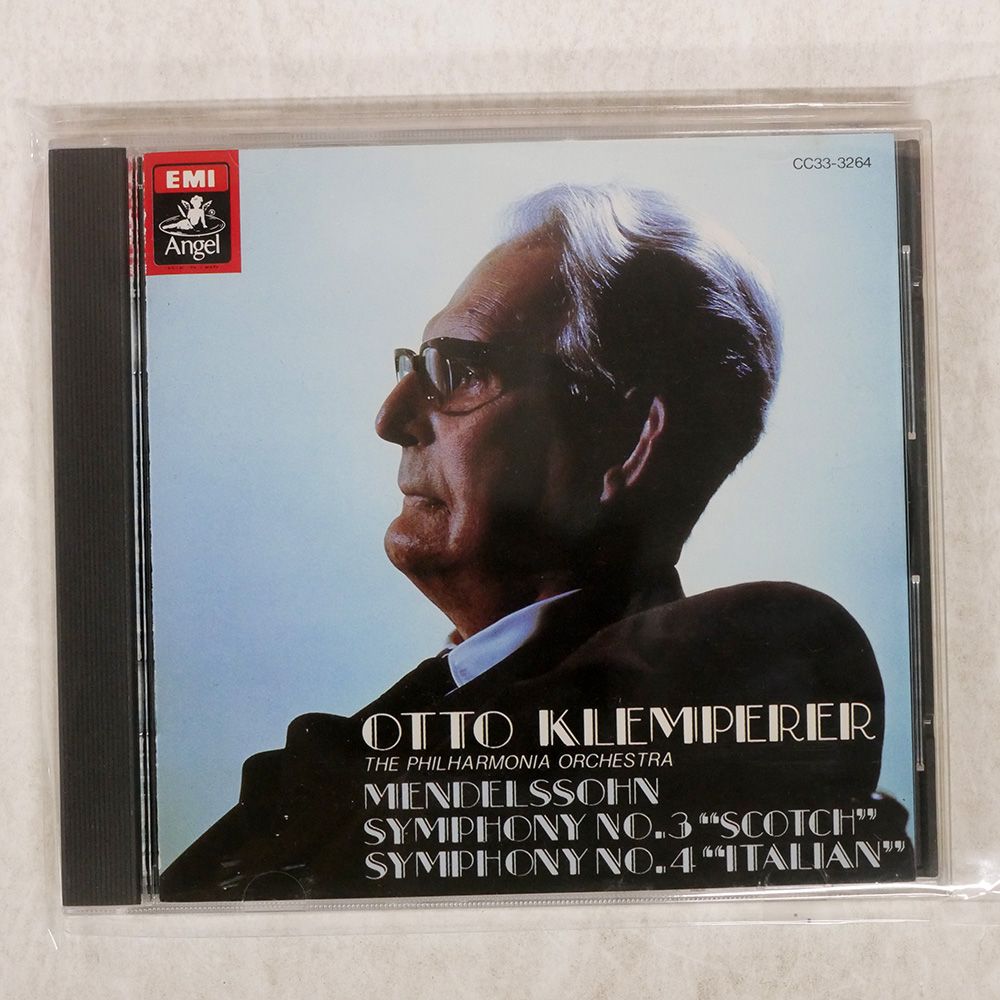 EMI
Angel
CC33-3264
OTTO KLEMPERER
THE PHILHARMONIA ORCHESTRA
MENDELSSOHN
SYMPHONY NO.3 “SCOTCH”
SYMPHONY NO.4 “ITALIAN”